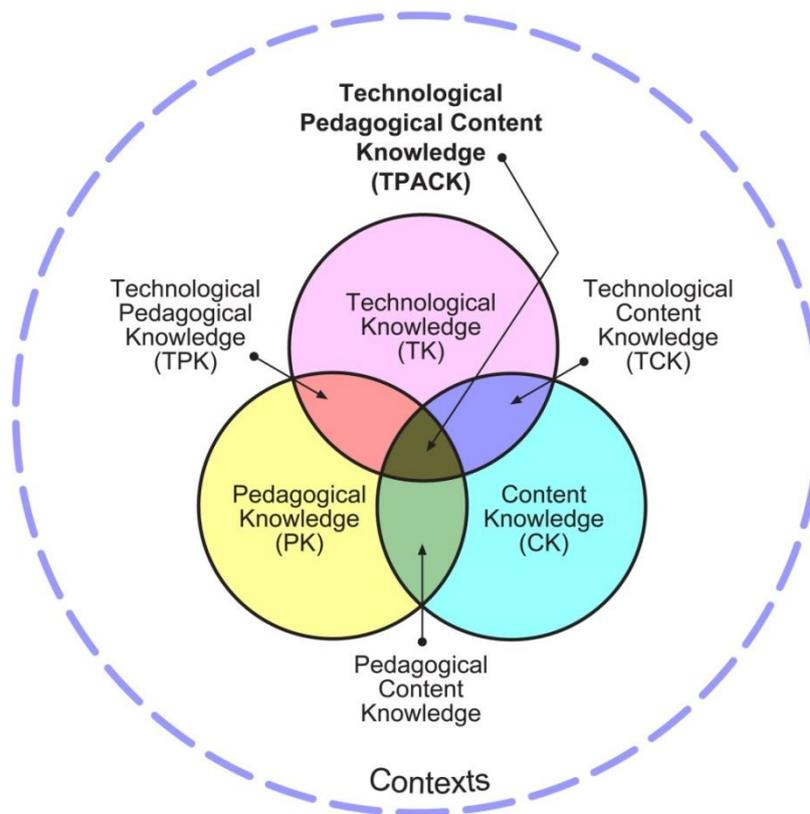 Technological
Pedagogical Content
Knowledge
(TPACK)
Technological
Pedagogical
Knowledge
(TPK)
Technological
Knowledge
(TK)
Technological
Content
Knowledge
(TCK)
Pedagogical
Knowledge
(PK)
Content
Knowledge
(CK)
Pedagogical
Content
Knowledge
Contexts